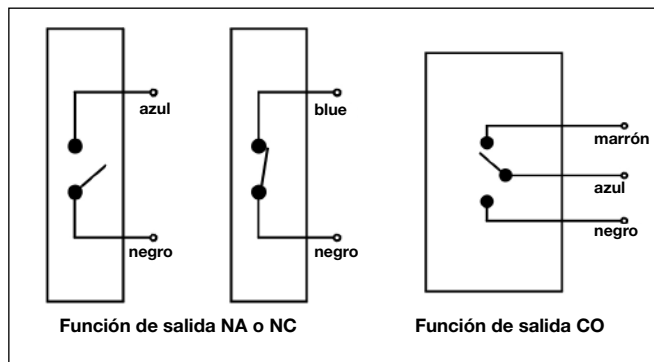 azul
negro
blue
negro
Función de salida NA o NC
marrón
azul
negro
Función de salida CO